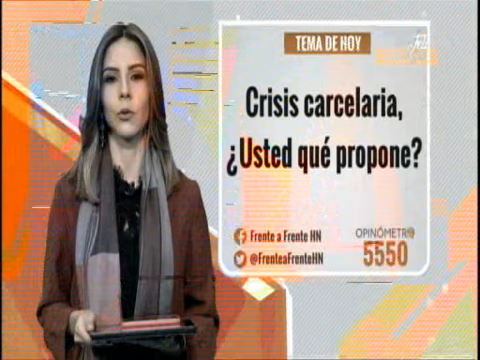 TEMA DE HOY
Crisis carcelaria,
¿Usted qué propone?
Frente a Frente HN
@FrenteaFrenteHN
OPINÓMETRO
5550